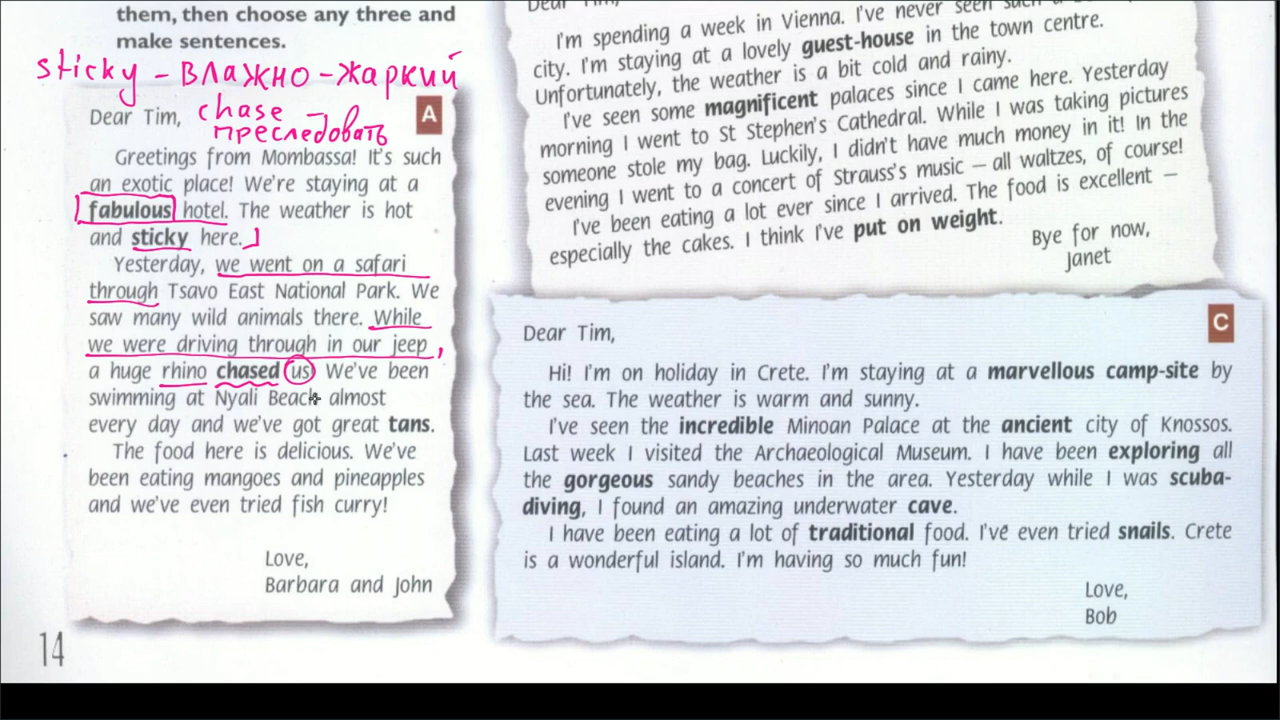 them, then choose any three and
make sentences.
sticky – влажно – жаркий
chase –
преследовать
A
Dear Tim,
Greetings from Mombassa! It's such
an exotic place! We're staying at a
fabulous hotel. The weather is hot
and sticky here.
Yesterday, we went on a safari
through Tsavo East National Park. We
saw many wild animals there. While
we were driving through in our jeep,
a huge rhino chased us! We've been
swimming at Nyali Beach almost
every day and we've got great tans.
The food here is delicious. We've
been eating mangoes and pineapples
and we've even tried fish curry!
Love,
Barbara and John
14
Dear Tim,
I'm spending a week in Vienna. I've never seen such a
city. I'm staying at a lovely guest-house in the town centre.
Unfortunately, the weather is a bit cold and rainy.
I've seen some magnificent palaces since I came here. Yesterday
morning I went to St Stephen's Cathedral. While I was taking pictures
someone stole my bag. Luckily, I didn't have much money in it! In the
evening I went to a concert of Strauss's music – all waltzes, of course!
I've been eating a lot ever since I arrived. The food is excellent –
especially the cakes. I think I've put on weight.
Bye for now,
Janet
C
Dear Tim,
Hi! I'm on holiday in Crete. I'm staying at a marvellous camp-site by
the sea. The weather is warm and sunny.
I've seen the incredible Minoan Palace at the ancient city of Knossos.
Last week I visited the Archaeological Museum. I have been exploring all
the gorgeous sandy beaches in the area. Yesterday while I was scuba-
diving, I found an amazing underwater cave.
I have been eating a lot of traditional food. I've even tried snails. Crete
is a wonderful island. I'm having so much fun!
Love,
Bob